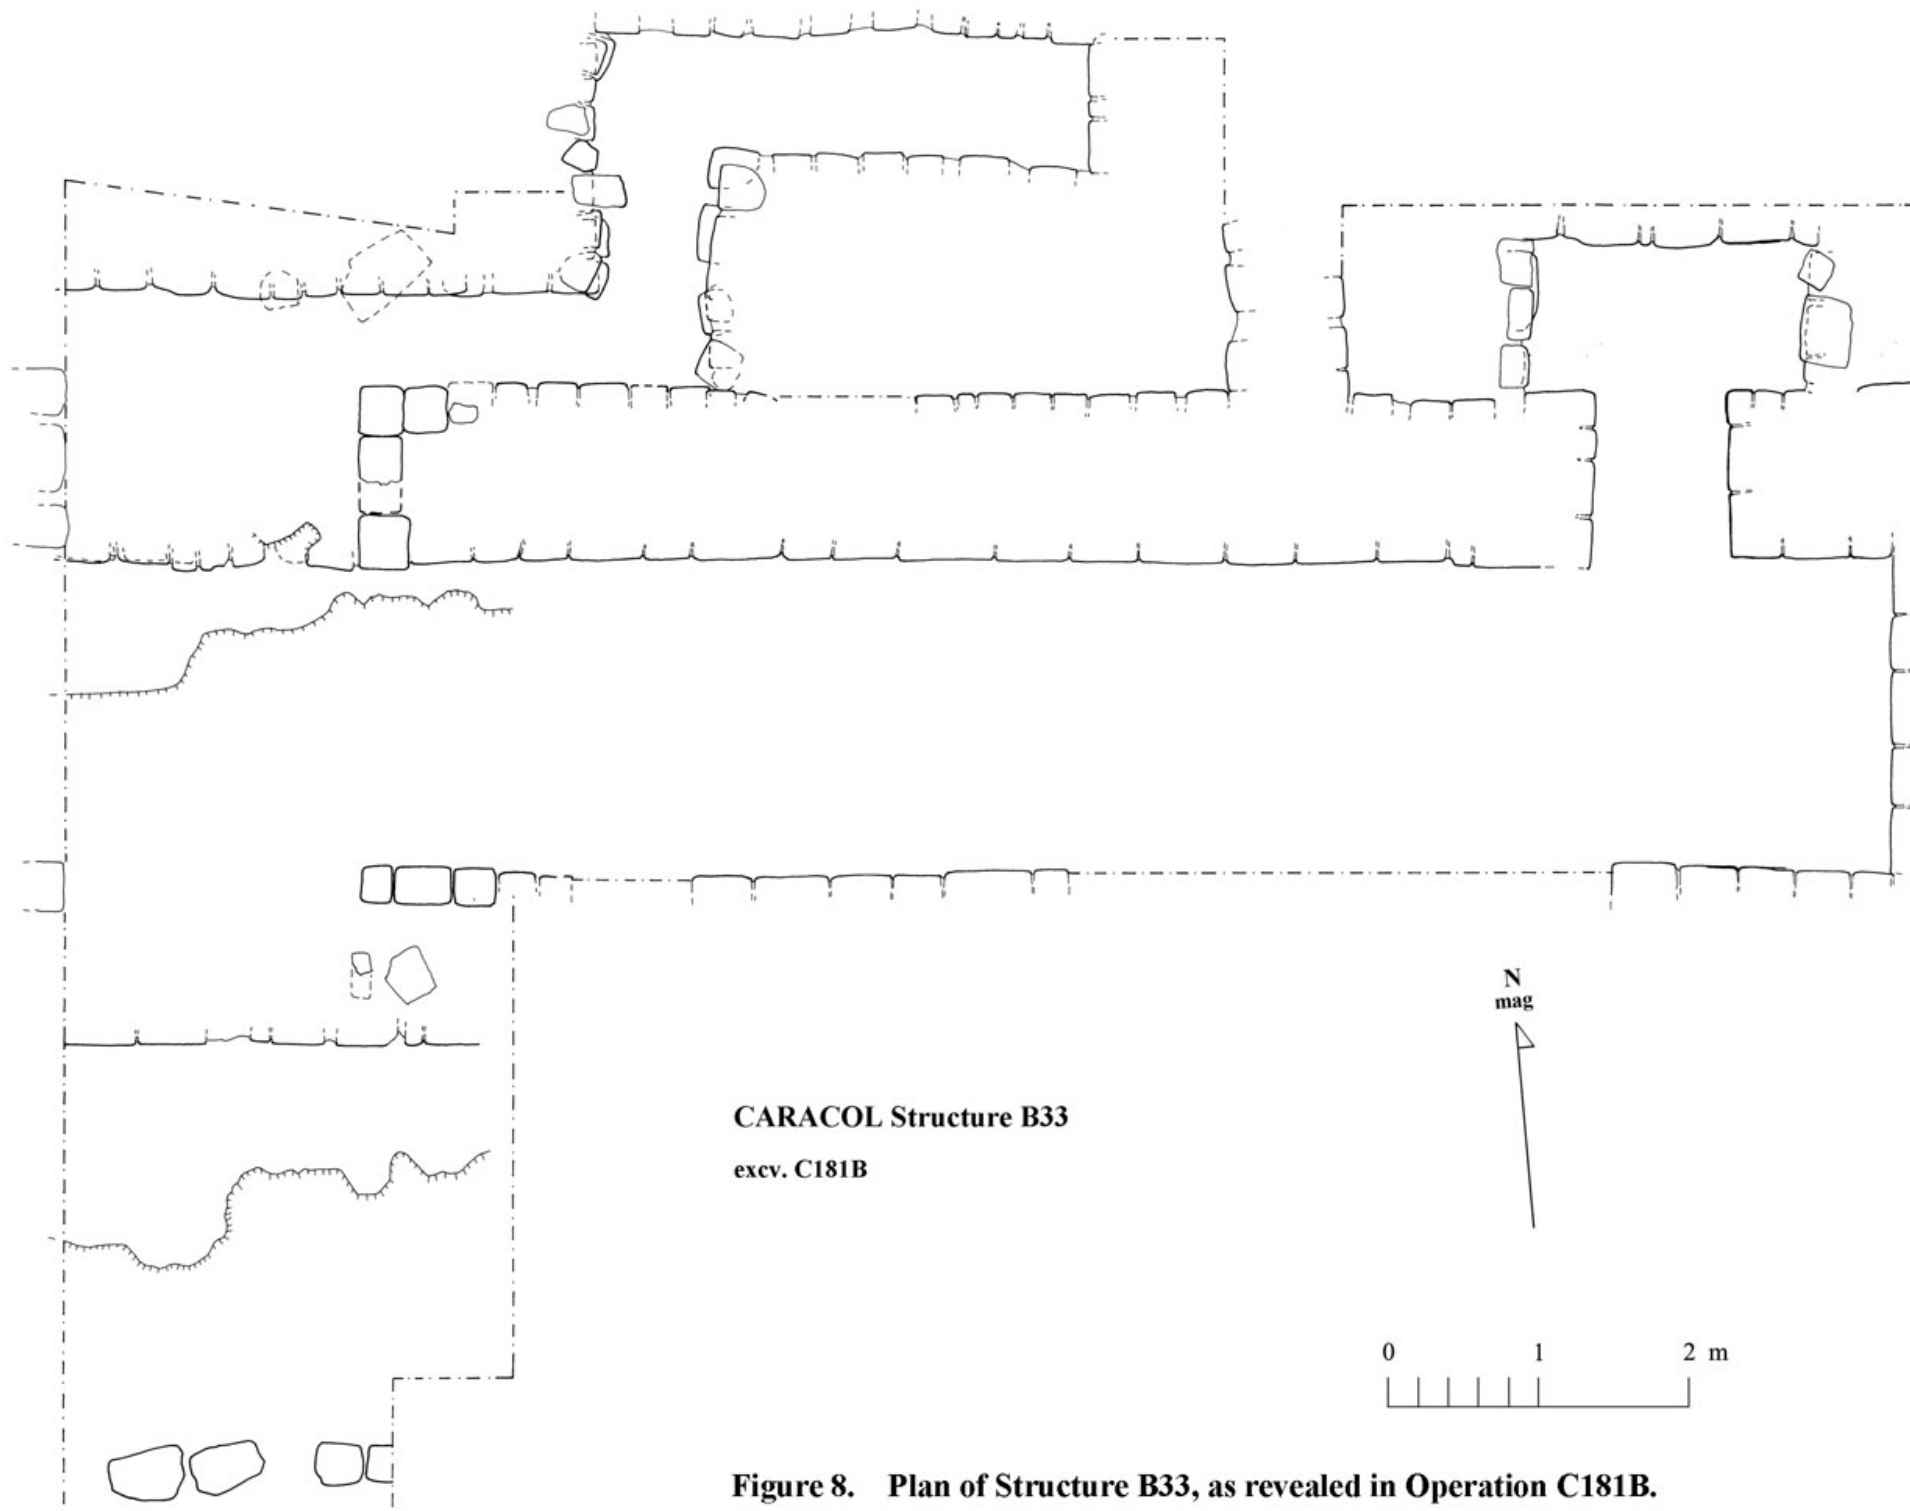 N
mag
CARACOL Structure B33
excv. C181B
0 1 2 m
Figure 8. Plan of Structure B33, as revealed in Operation C181B.